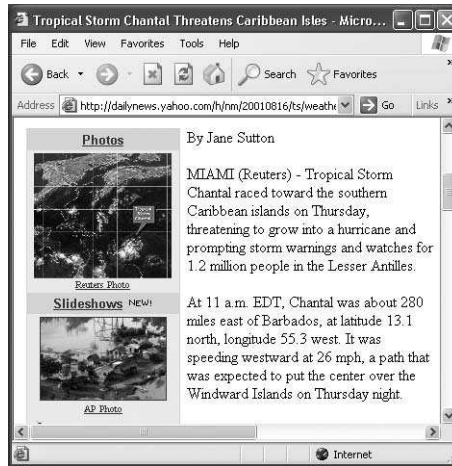 Tropical Storm Chantal Threatens Caribbean Isles - Micro...
File Edit View Favorites Tools Help
Back Search Favorites
Address http://dailynews.yahoo.com/h/nm/20010816/ts/weathe Go Links
Photos
Reuters Photo
Slideshows NEW!
AP Photo
By Jane Sutton
MIAMI (Reuters) - Tropical Storm
Chantal raced toward the southern
Caribbean islands on Thursday,
threatening to grow into a hurricane and
prompting storm warnings and watches for
1.2 million people in the Lesser Antilles.
At 11 a.m. EDT, Chantal was about 280
miles east of Barbados, at latitude 13.1
north, longitude 55.3 west. It was
speeding westward at 26 mph, a path that
was expected to put the center over the
Windward Islands on Thursday night.
Internet